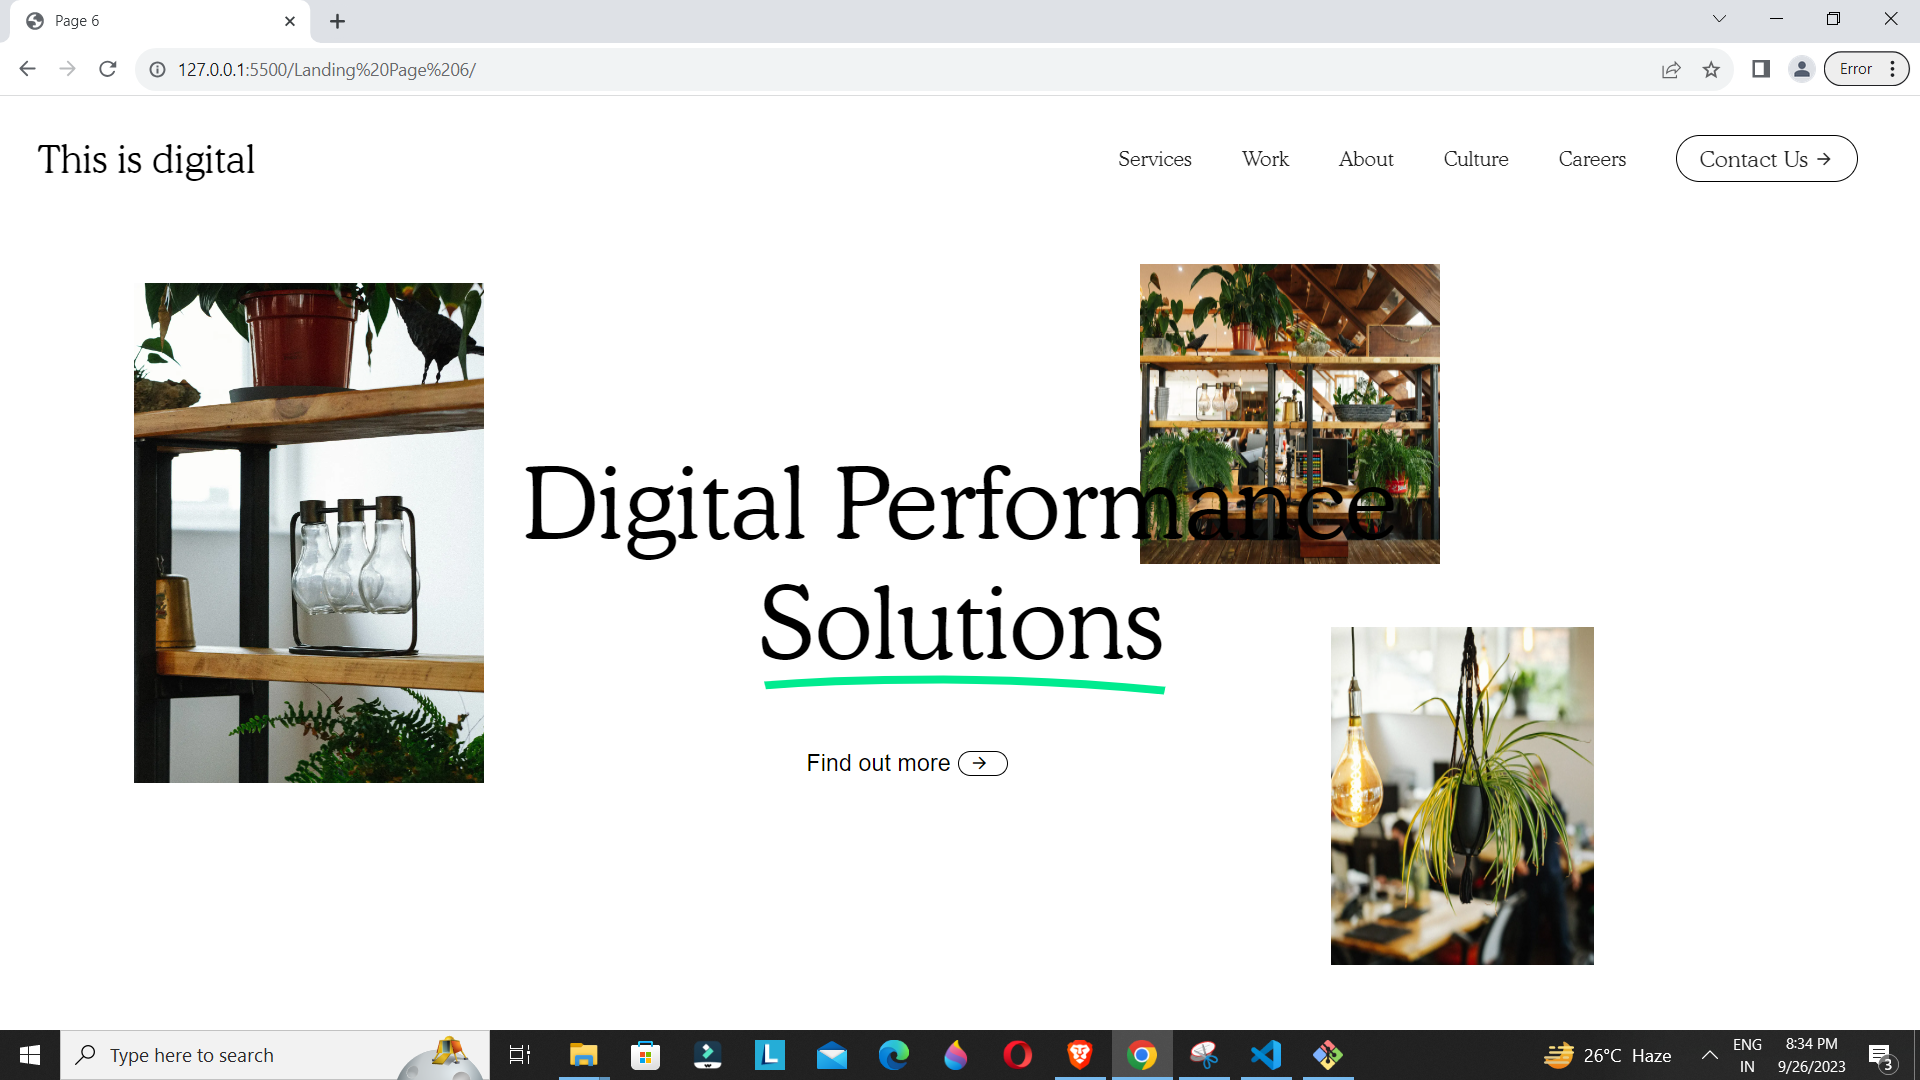 Page 6
127.0.0.1:5500/Landing%20Page%206/
Error
This is digital
Services
Work
About
Culture
Careers
Contact Us →
Digital Performance
Solutions
Find out more →
Type here to search
L
26°C Haze
ENG
IN
8:34 PM
9/26/2023
3